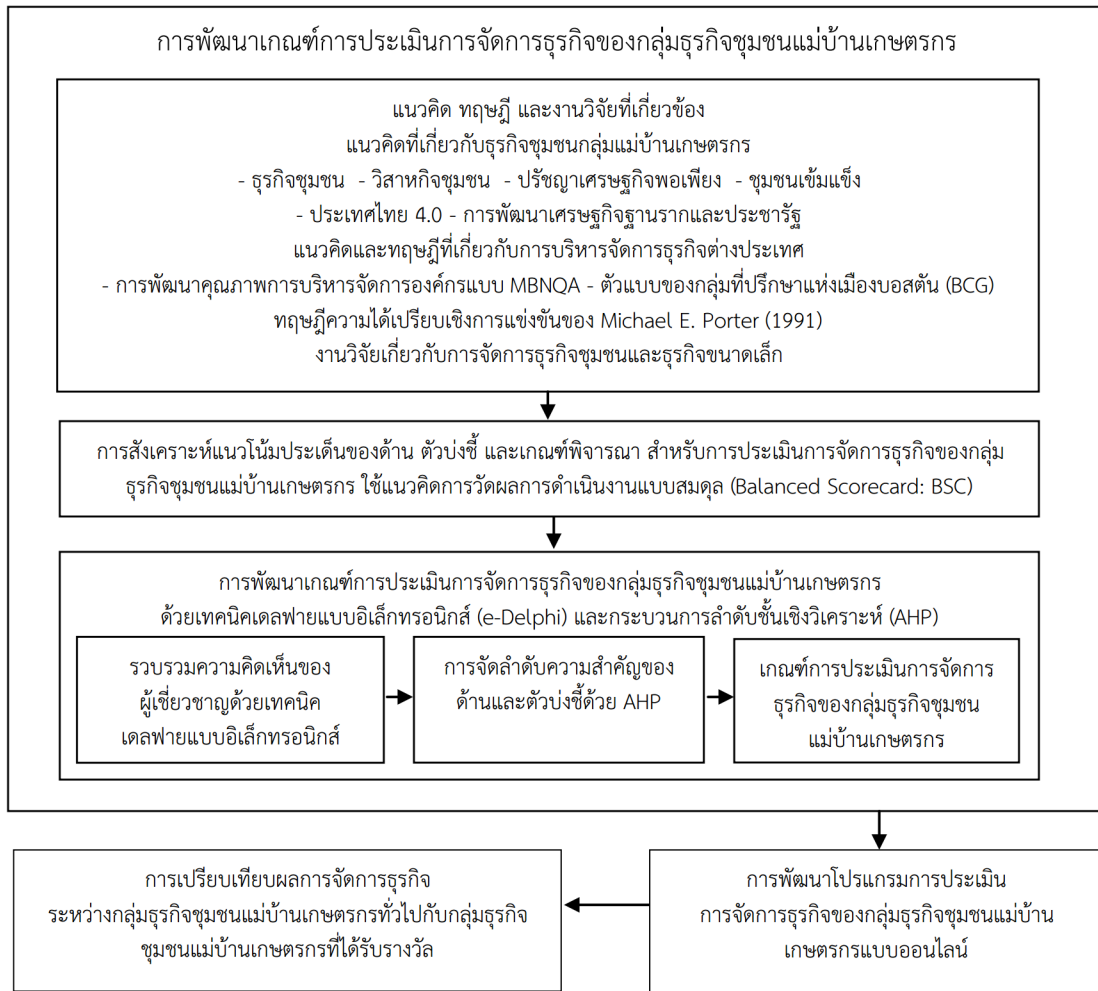 การพัฒนาเกณฑ์การประเมินการจัดการธุรกิจของกลุ่มธุรกิจชุมชนแม่บ้านเกษตรกร
แนวคิด ทฤษฎี และงานวิจัยที่เกี่ยวข้อง
แนวคิดที่เกี่ยวกับธุรกิจชุมชนกลุ่มแม่บ้านเกษตรกร
- ธุรกิจชุมชน - วิสาหกิจชุมชน - ปรัชญาเศรษฐกิจพอเพียง - ชุมชนเข้มแข็ง
- ประเทศไทย 4.0 - การพัฒนาเศรษฐกิจฐานรากและประชารัฐ
แนวคิดและทฤษฎีที่เกี่ยวกับการบริหารจัดการธุรกิจต่างประเทศ
- การพัฒนาคุณภาพการบริหารจัดการองค์กรแบบ MBNQA - ตัวแบบของกลุ่มที่ปรึกษาแห่งเมืองบอสตัน (BCG)
ทฤษฎีความได้เปรียบเชิงการแข่งขันของ Michael E. Porter (1991)
งานวิจัยเกี่ยวกับการจัดการธุรกิจชุมชนและธุรกิจขนาดเล็ก
การสังเคราะห์แนวโน้มประเด็นของด้าน ตัวบ่งชี้ และเกณฑ์พิจารณา สำหรับการประเมินการจัดการธุรกิจของกลุ่ม
ธุรกิจชุมชนแม่บ้านเกษตรกร ใช้แนวคิดการวัดผลการดำเนินงานแบบสมดุล (Balanced Scorecard: BSC)
การพัฒนาเกณฑ์การประเมินการจัดการธุรกิจของกลุ่มธุรกิจชุมชนแม่บ้านเกษตรกร
ด้วยเทคนิคเดลฟายแบบอิเล็กทรอนิกส์ (e-Delphi) และกระบวนการลำดับชั้นเชิงวิเคราะห์ (AHP)
รวบรวมความคิดเห็นของ
ผู้เชี่ยวชาญด้วยเทคนิค
เดลฟายแบบอิเล็กทรอนิกส์
การจัดลำดับความสำคัญของ
ด้านและตัวบ่งชี้ด้วย AHP
เกณฑ์การประเมินการจัดการ
ธุรกิจของกลุ่มธุรกิจชุมชน
แม่บ้านเกษตรกร
การเปรียบเทียบผลการจัดการธุรกิจ
ระหว่างกลุ่มธุรกิจชุมชนแม่บ้านเกษตรกรทั่วไปกับกลุ่มธุรกิจ
ชุมชนแม่บ้านเกษตรกรที่ได้รับรางวัล
การพัฒนาโปรแกรมการประเมิน
การจัดการธุรกิจของกลุ่มธุรกิจชุมชนแม่บ้าน
เกษตรกรแบบออนไลน์